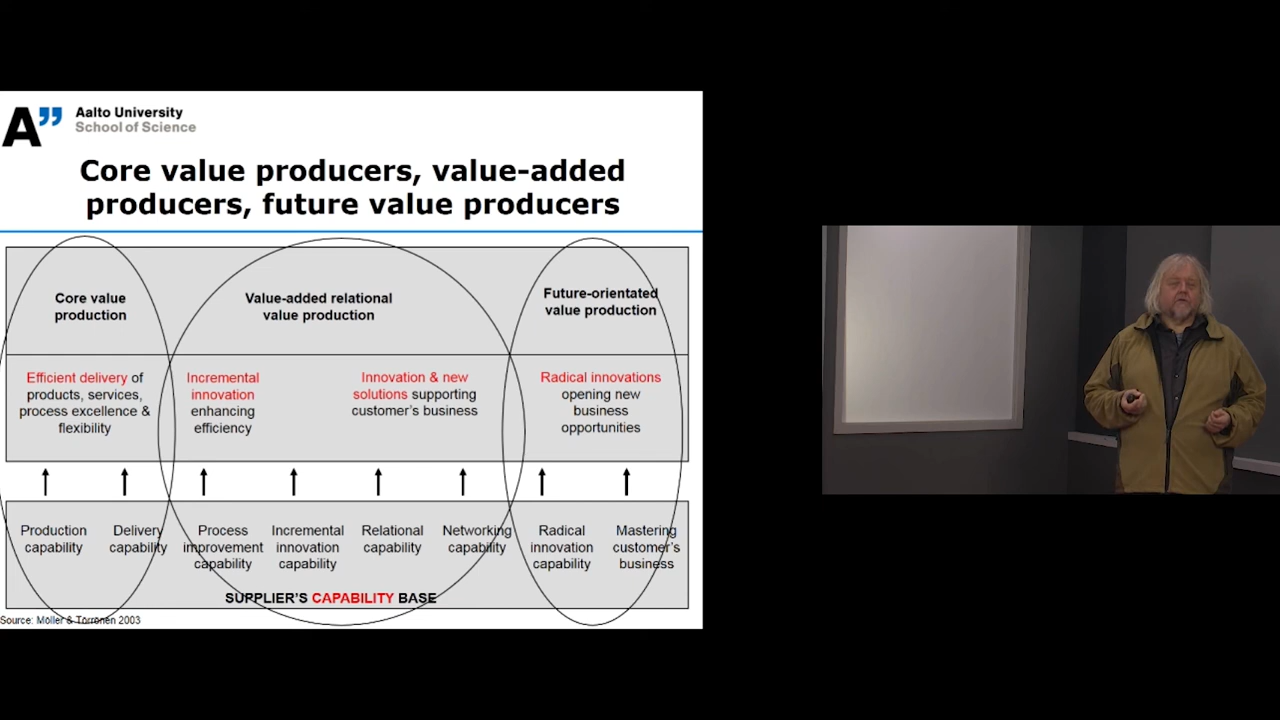 A”
Aalto University
School of Science
Core value producers, value-added
producers, future value producers
Core value
production
Value-added relational
value production
Future-orientated
value production
Efficient delivery of
products, services,
process excellence &
flexibility
Incremental
innovation
enhancing
efficiency
Innovation & new
solutions supporting
customer's business
Radical innovations
opening new
business
opportunities
Production
capability
Delivery
capability
Process
improvement
capability
Incremental
innovation
capability
Relational
capability
Networking
capability
Radical
innovation
capability
Mastering
customer's
business
SUPPLIER'S CAPABILITY BASE
Source: Möller & Törrönen 2003